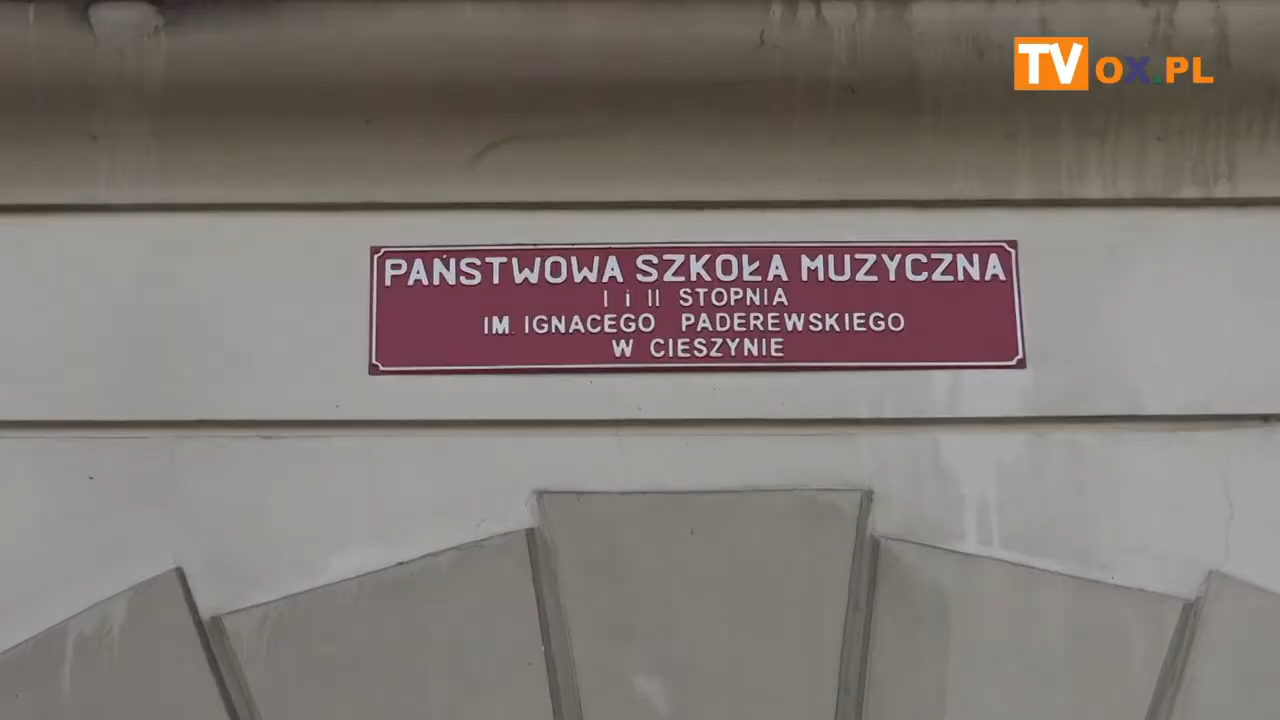 TVOX.PL
PAŃSTWOWA SZKOŁA MUZYCZNA
I i II STOPNIA
IM. IGNACEGO PADEREWSKIEGO
W CIESZYNIE